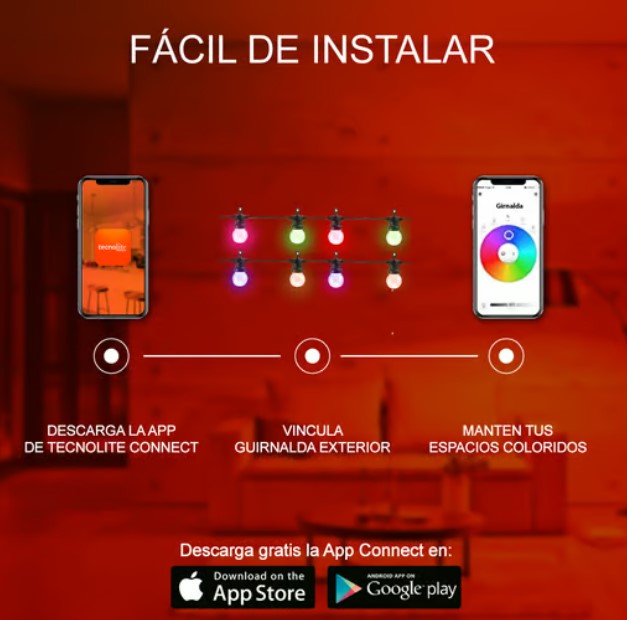 FÁCIL DE INSTALAR
tecnolite
Girnalda
DESCARGA LA APP
DE TECNOLITE CONNECT
VINCULA
GUIRNALDA EXTERIOR
MANTEN TUS
ESPACIOS COLORIDOS
Descarga gratis la App Connect en:
Download on the
App Store
ANDROID APP ON
Google play